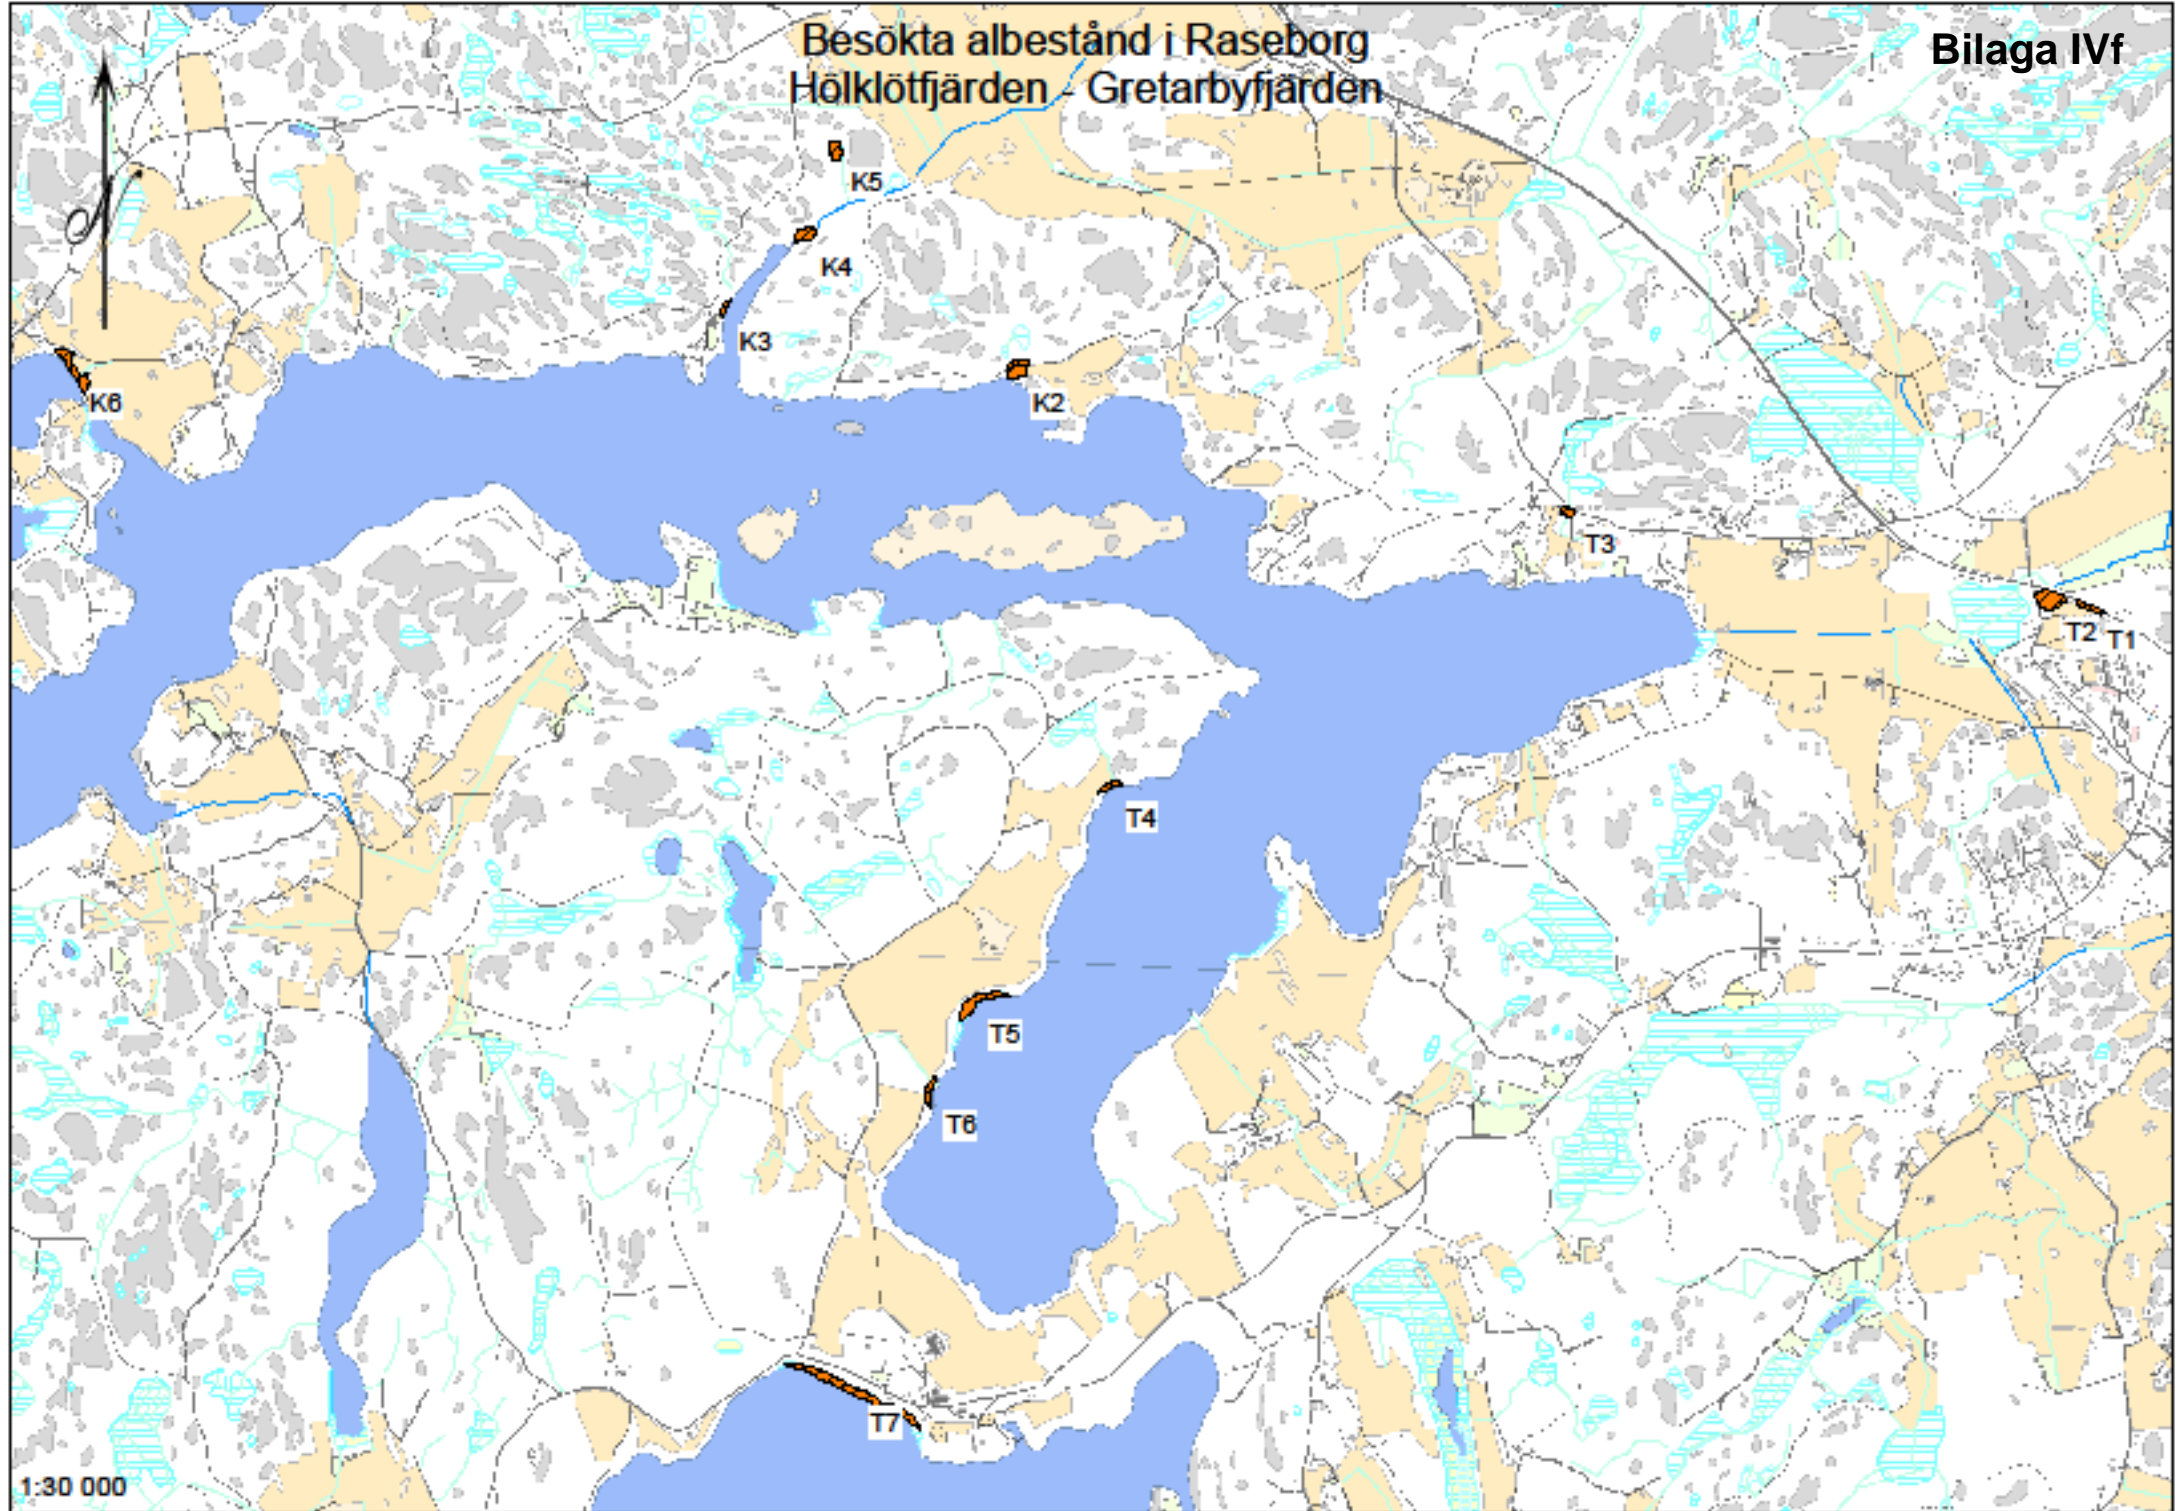 Besökta albestånd i Raseborg
Hölklötfjärden - Gretarbyfjärden
Bilaga IVf
N
K5
K4
K3
K2
K6
T3
T2
T1
T4
T5
T6
T7
1:30 000